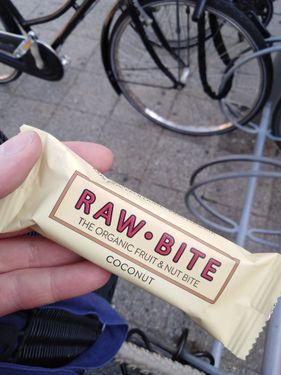 RAW•BITE
THE ORGANIC FRUIT & NUT BITE
COCONUT